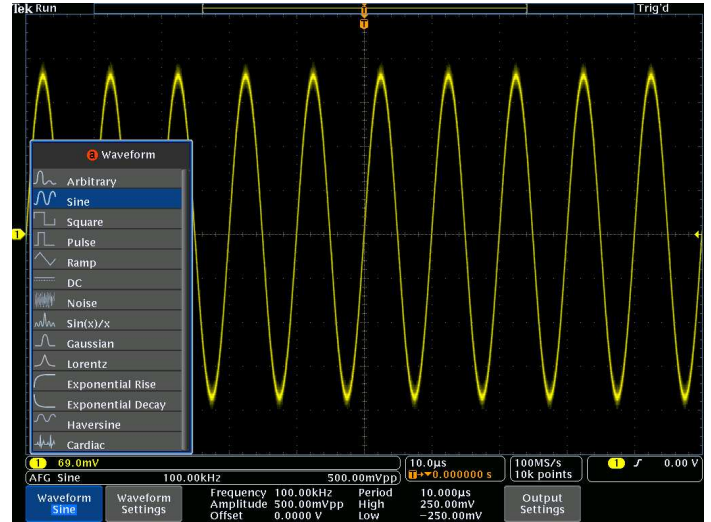 Tek Run Trig'd
T
T
B Waveform
Arbitrary
Sine
Square
Pulse
Ramp
DC
Noise
Sin(x)/x
Gaussian
Lorentz
Exponential Rise
Exponential Decay
Haversine
Cardiac
1
1 69.0mV
AFG Sine 100.00kHz 500.00mVpp
10.0µs
T→▼0.000000 s
100MS/s
10k points
1 ∫ 0.00 V
Waveform
Sine
Waveform
Settings
Frequency 100.00kHz Period 10.000µs
Amplitude 500.00mVpp High 250.00mV
Offset 0.0000 V Low −250.00mV
Output
Settings